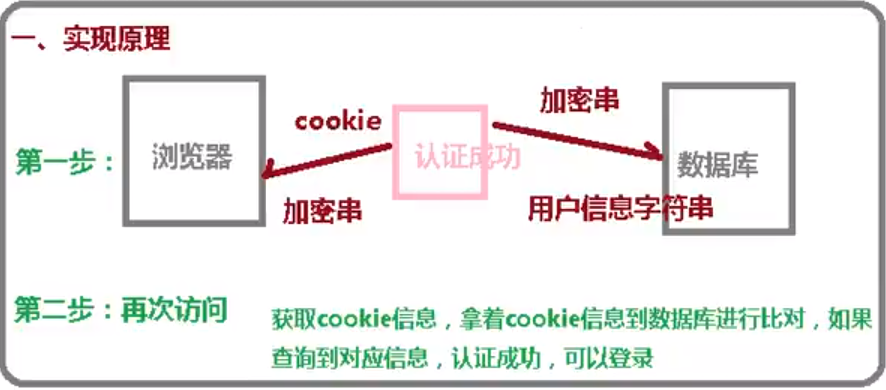 一、实现原理
cookie
加密串
第一步：
浏览器
认证成功
数据库
加密串
用户信息字符串
第二步：再次访问
获取cookie信息，拿着cookie信息到数据库进行比对，如果
查询到对应信息，认证成功，可以登录